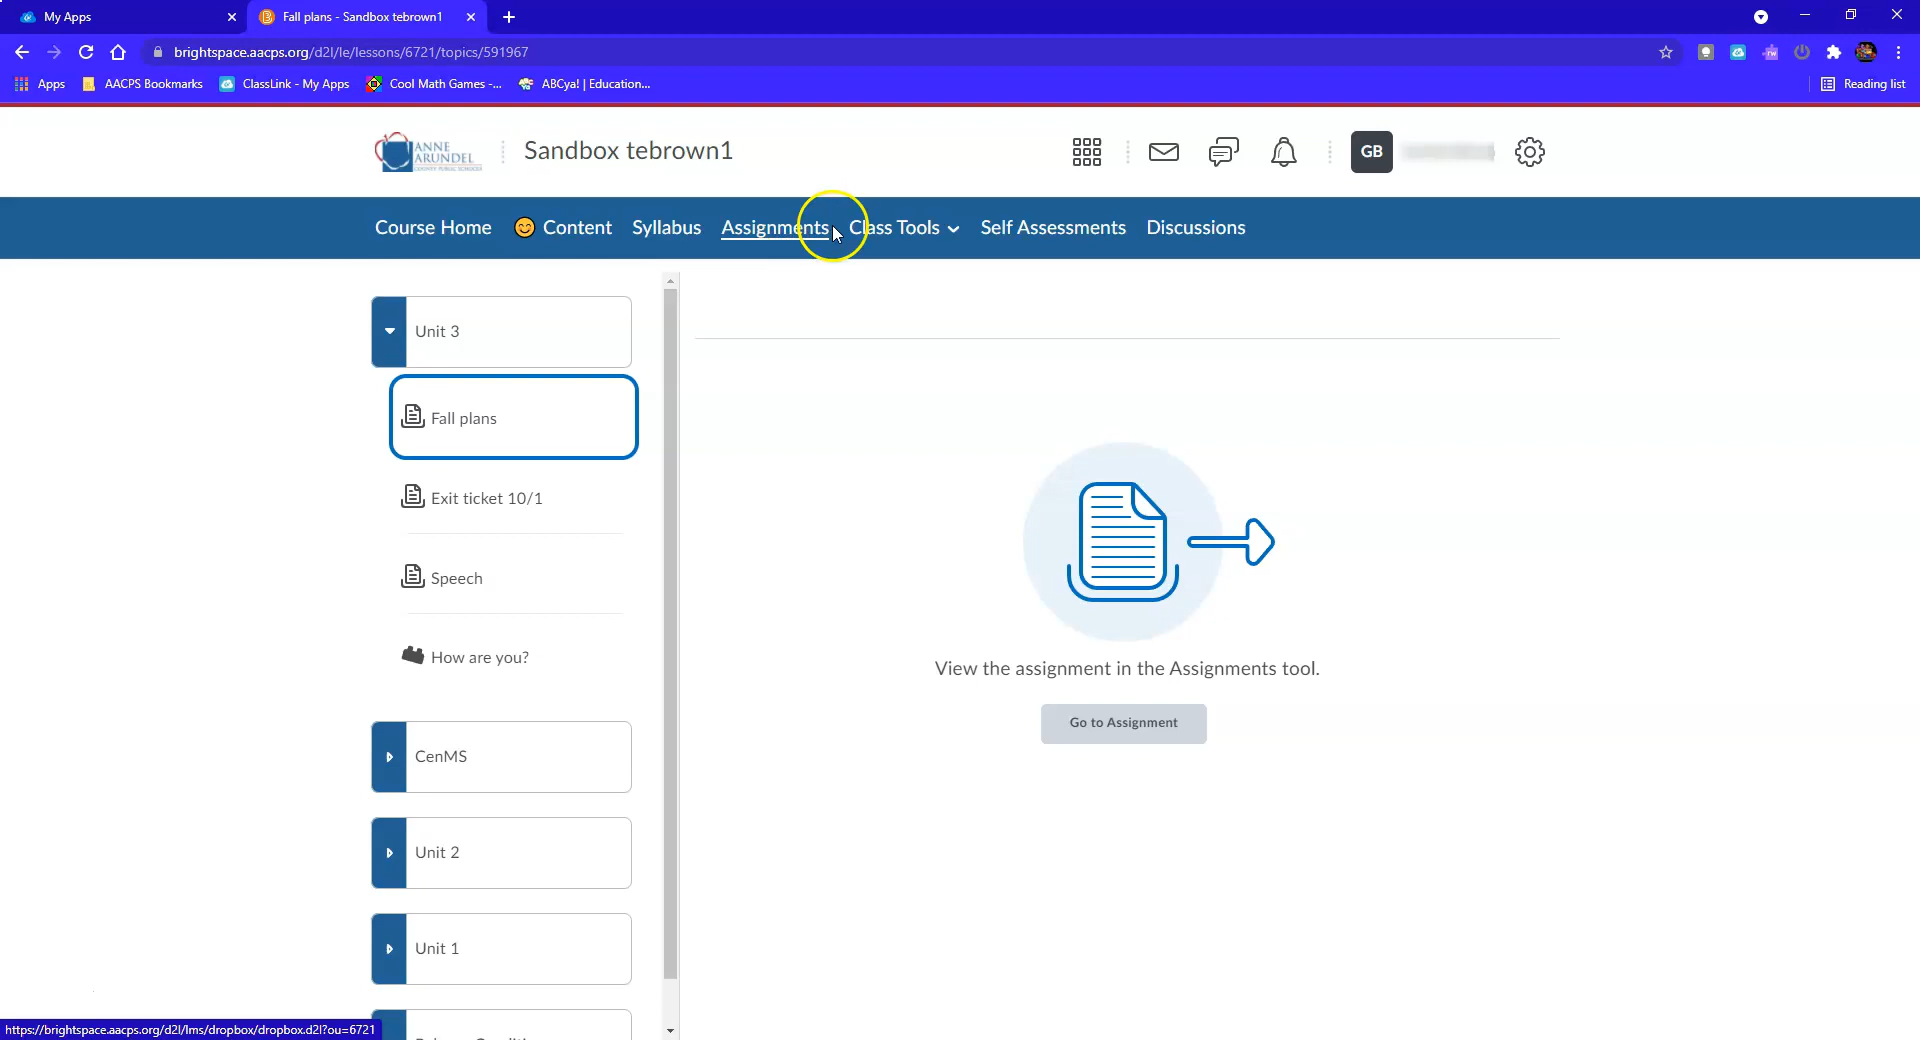 My Apps
Fall plans - Sandbox tebrown1
brightspace.aacps.org/d2l/le/lessons/6721/topics/591967
Apps
AACPS Bookmarks
ClassLink - My Apps
Cool Math Games -...
ABCya! | Education...
Reading list
ANNE
ARUNDEL
COUNTY PUBLIC SCHOOLS
Sandbox tebrown1
GB
Course Home
Content
Syllabus
Assignments
Class Tools
Self Assessments
Discussions
Unit 3
Fall plans
Exit ticket 10/1
Speech
How are you?
CenMS
Unit 2
Unit 1
View the assignment in the Assignments tool.
Go to Assignment
https://brightspace.aacps.org/d2l/lms/dropbox/dropbox.d2l?ou=6721